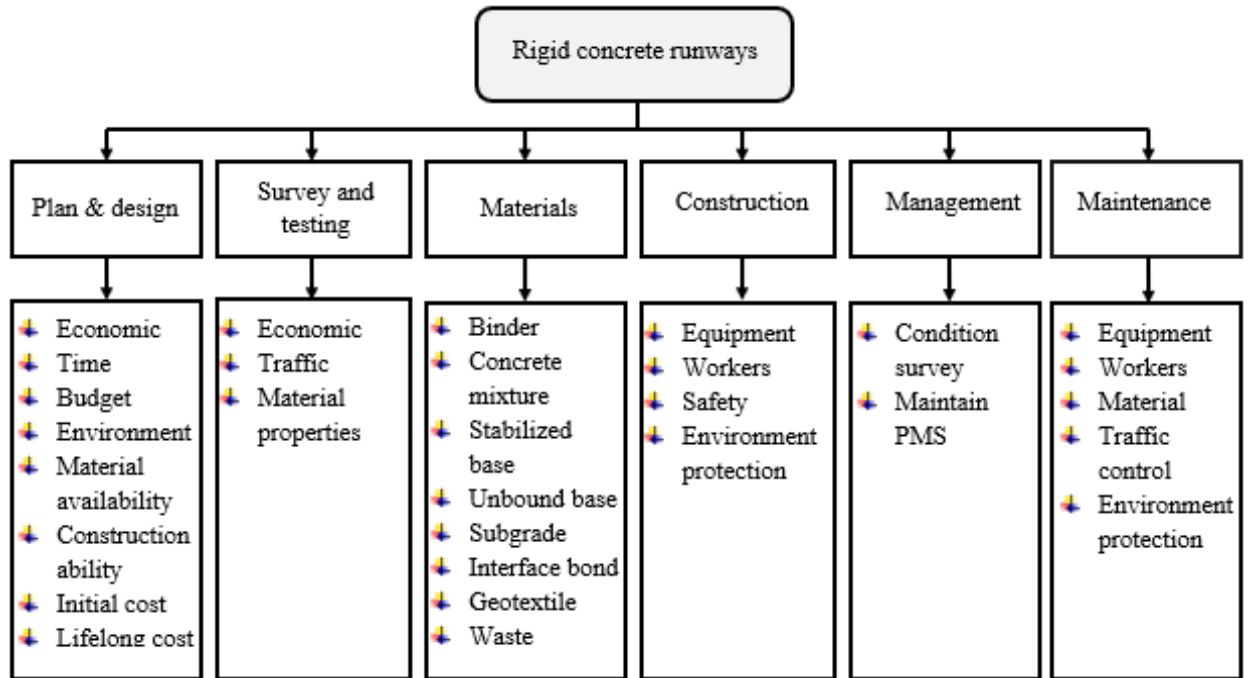 Rigid concrete runways
Plan & design
Survey and
testing
Materials
Construction
Management
Maintenance
Economic
Time
Budget
Environment
Material
availability
Construction
ability
Initial cost
Lifelong cost
Economic
Traffic
Material
properties
Binder
Concrete
mixture
Stabilized
base
Unbound base
Subgrade
Interface bond
Geotextile
Waste
Equipment
Workers
Safety
Environment
protection
Condition
survey
Maintain
PMS
Equipment
Workers
Material
Traffic
control
Environment
protection